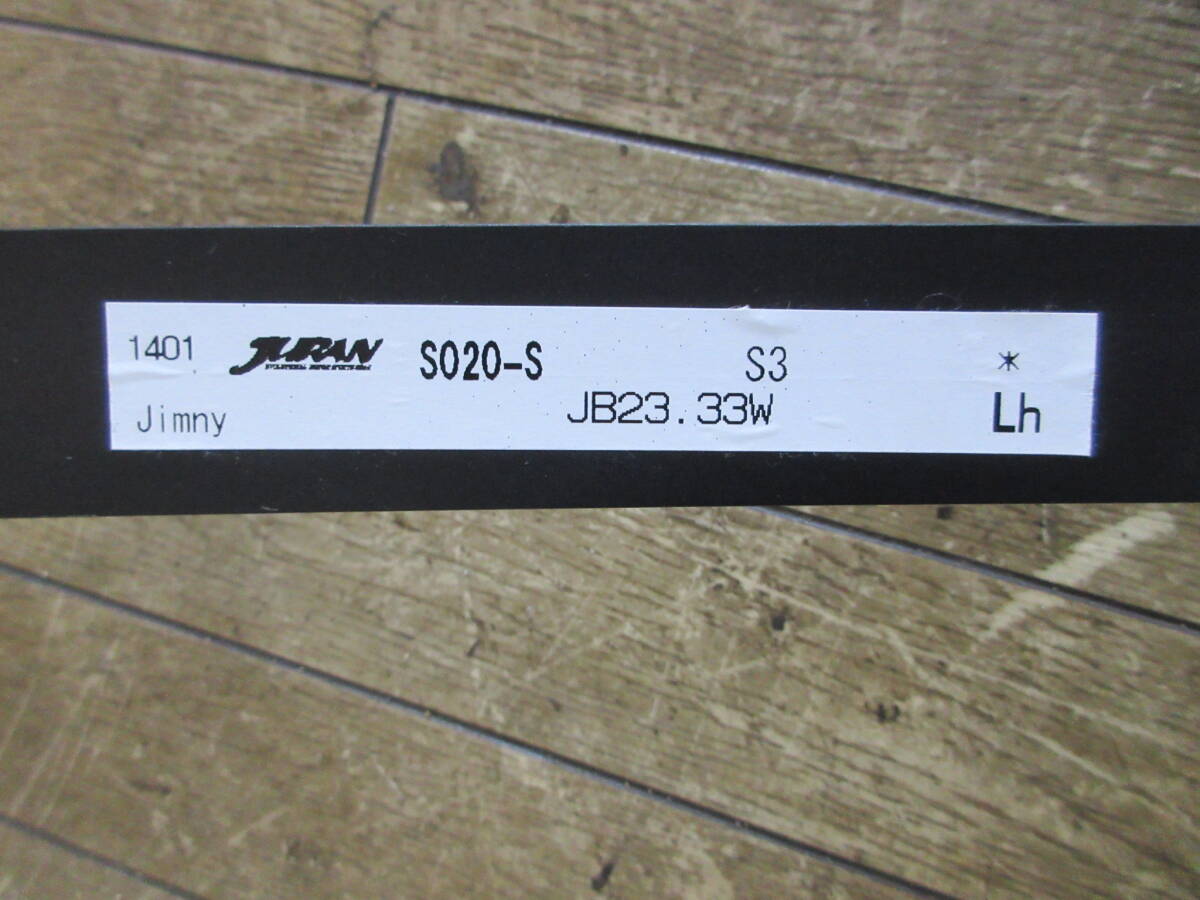 1401 JURAN S020-S S3 *
Jimny JB23.33W Lh